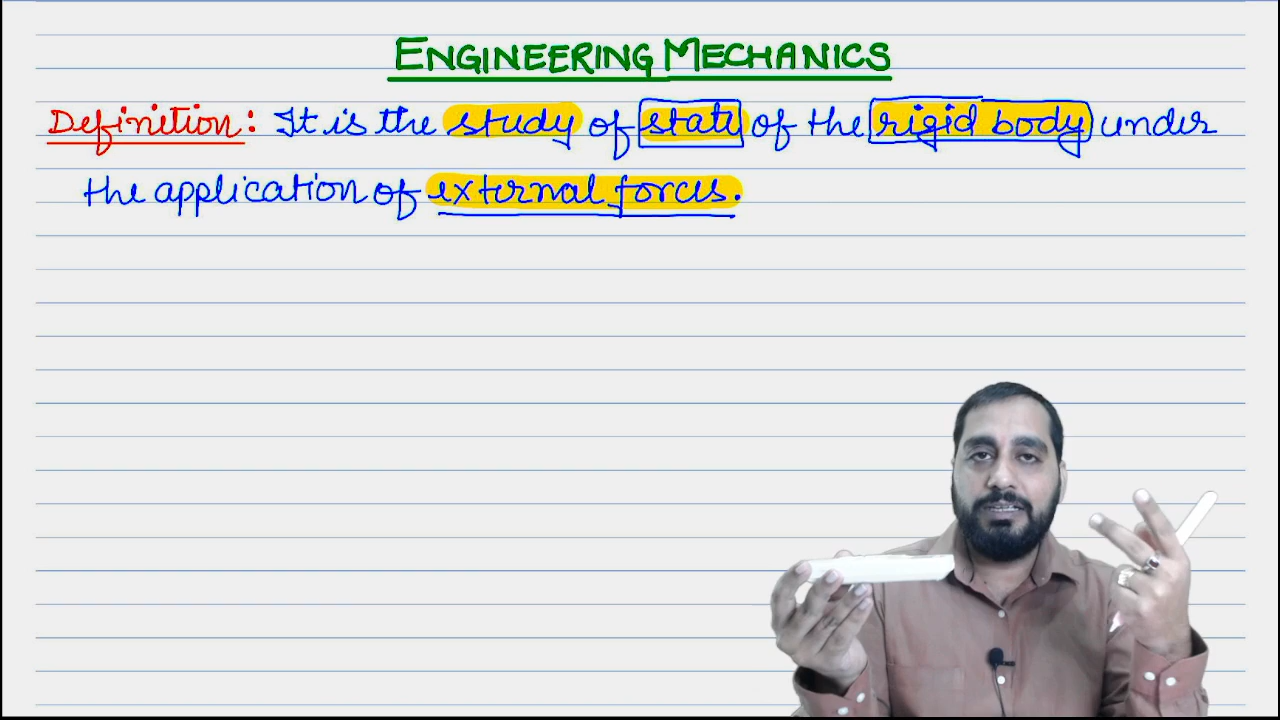 ENGINEERING MECHANICS
Definition: It is the study of state of the rigid body under
the application of external forces.